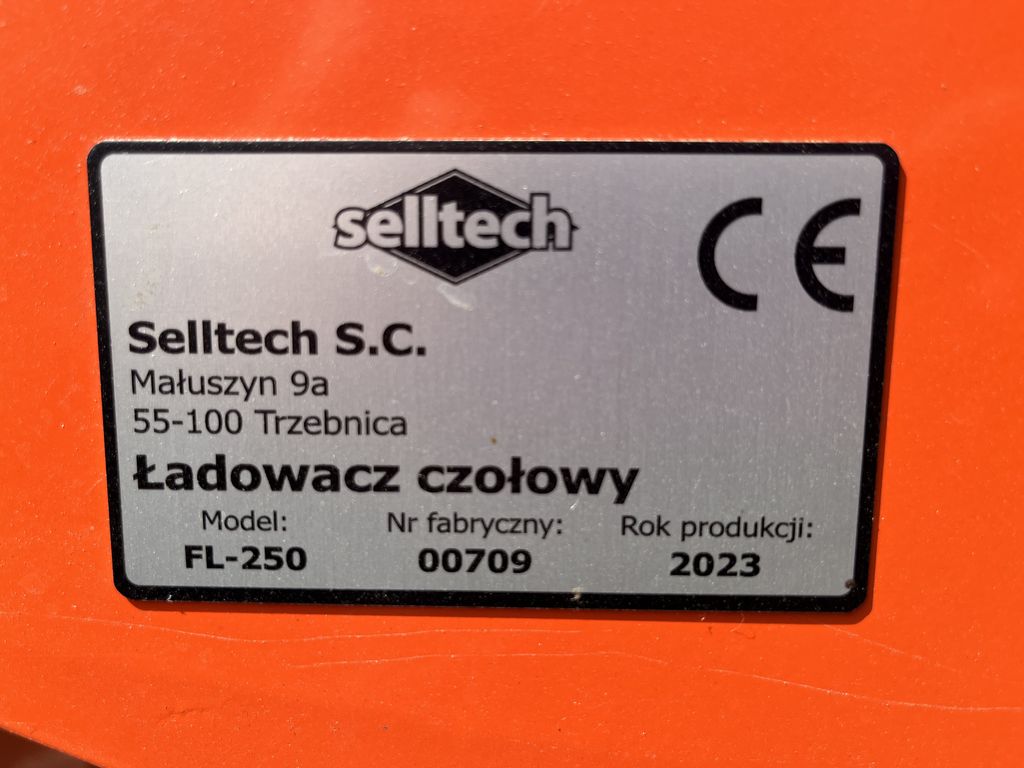 selltech
CE
Selltech S.C.
Małuszyn 9a
55-100 Trzebnica
Ładowacz czołowy
Model: Nr fabryczny: Rok produkcji:
FL-250 00709 2023